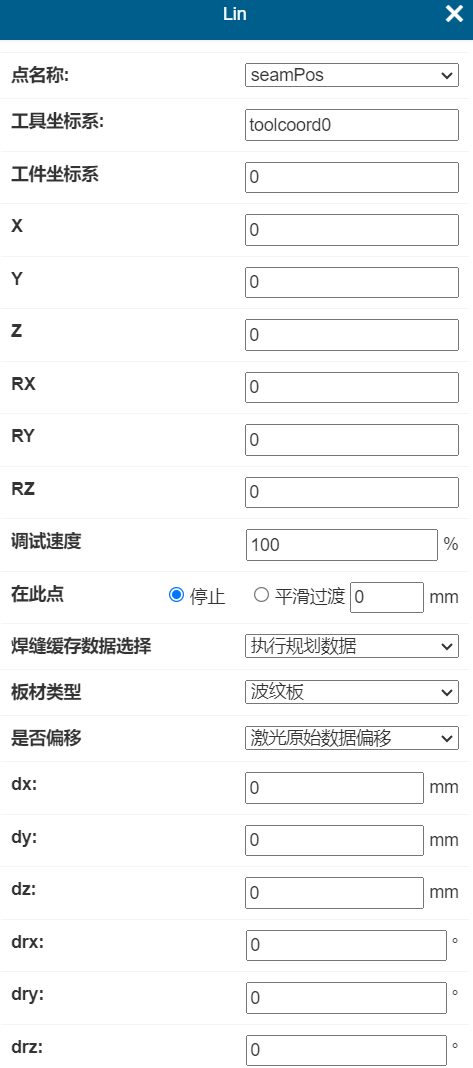 Lin
点名称: seamPos
工具坐标系: toolcoord0
工件坐标系 0
X 0
Y 0
Z 0
RX 0
RY 0
RZ 0
调试速度 100 %
在此点 停止 平滑过渡 0 mm
焊缝缓存数据选择 执行规划数据
板材类型 波纹板
是否偏移 激光原始数据偏移
dx: 0 mm
dy: 0 mm
dz: 0 mm
drx: 0 °
dry: 0 °
drz: 0 °